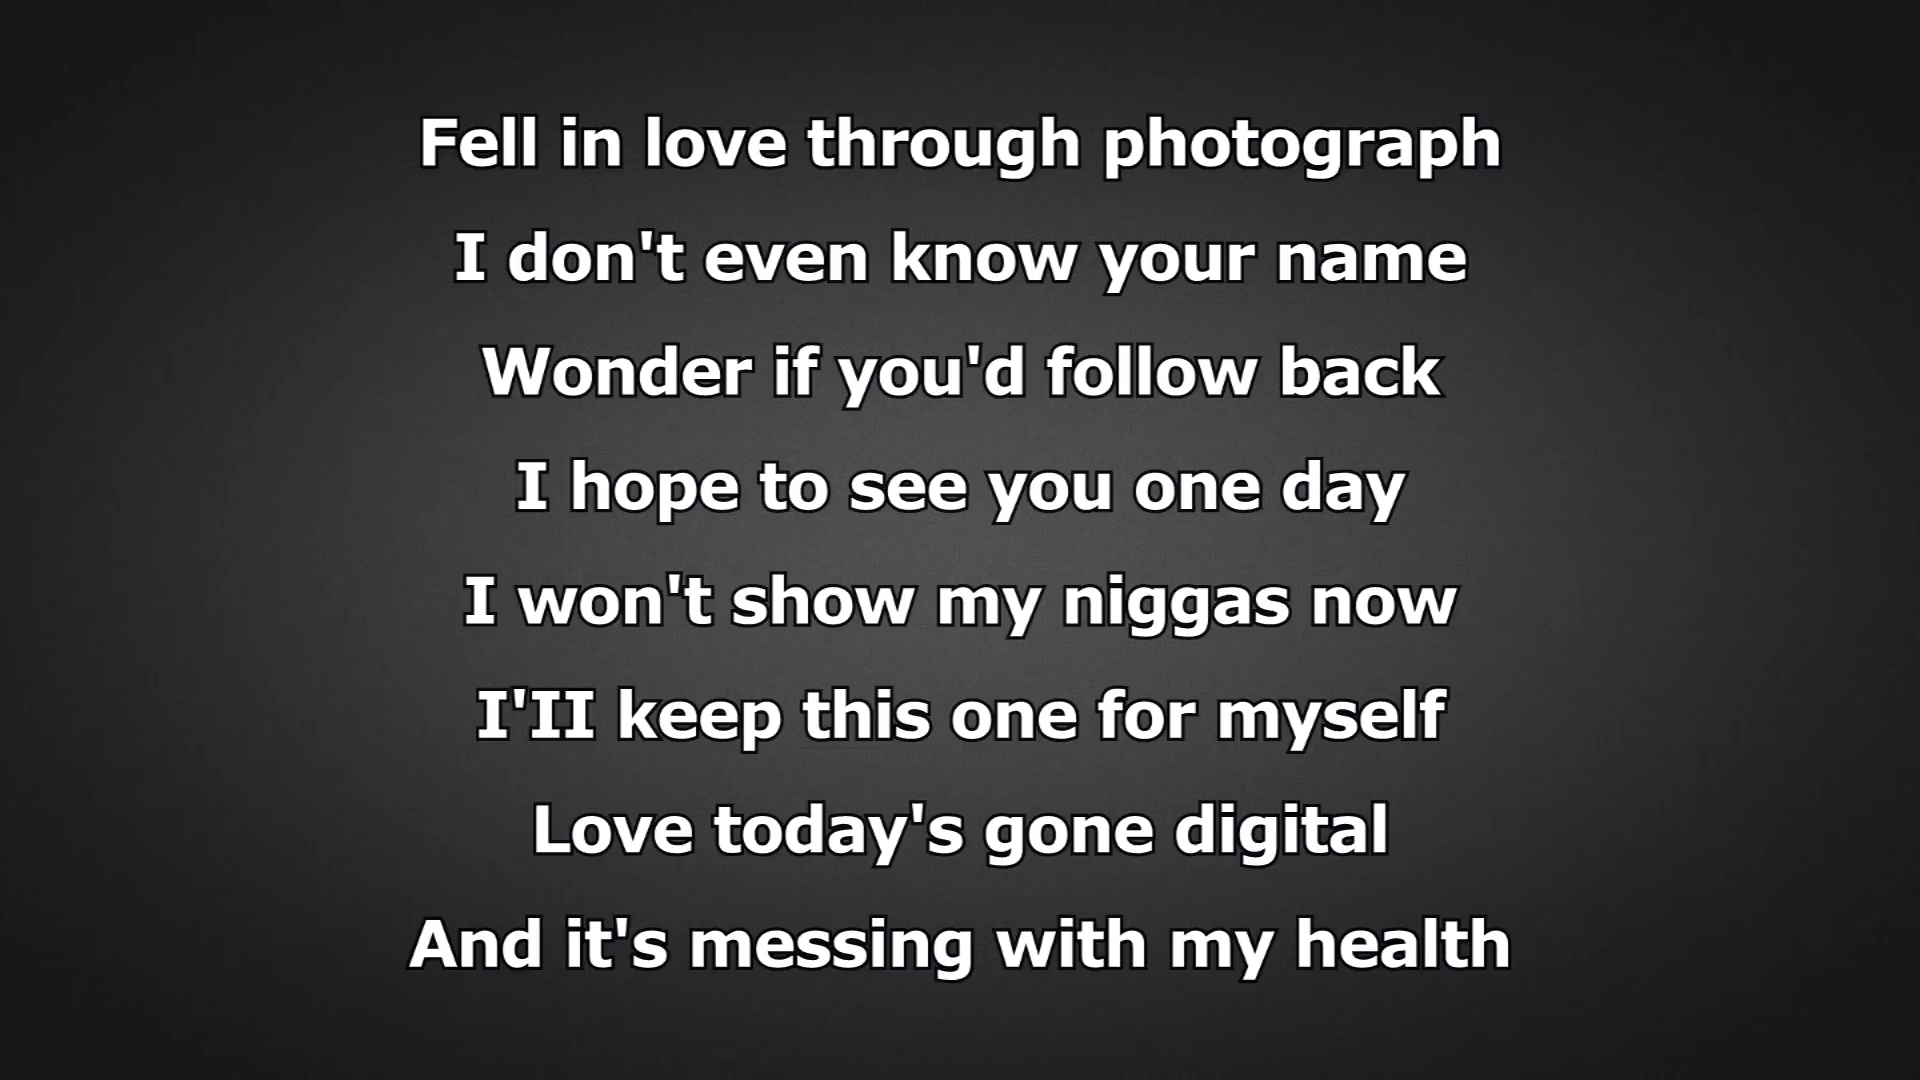 Fell in love through photograph
I don't even know your name
Wonder if you'd follow back
I hope to see you one day
I won't show my niggas now
I'II keep this one for myself
Love today's gone digital
And it's messing with my health